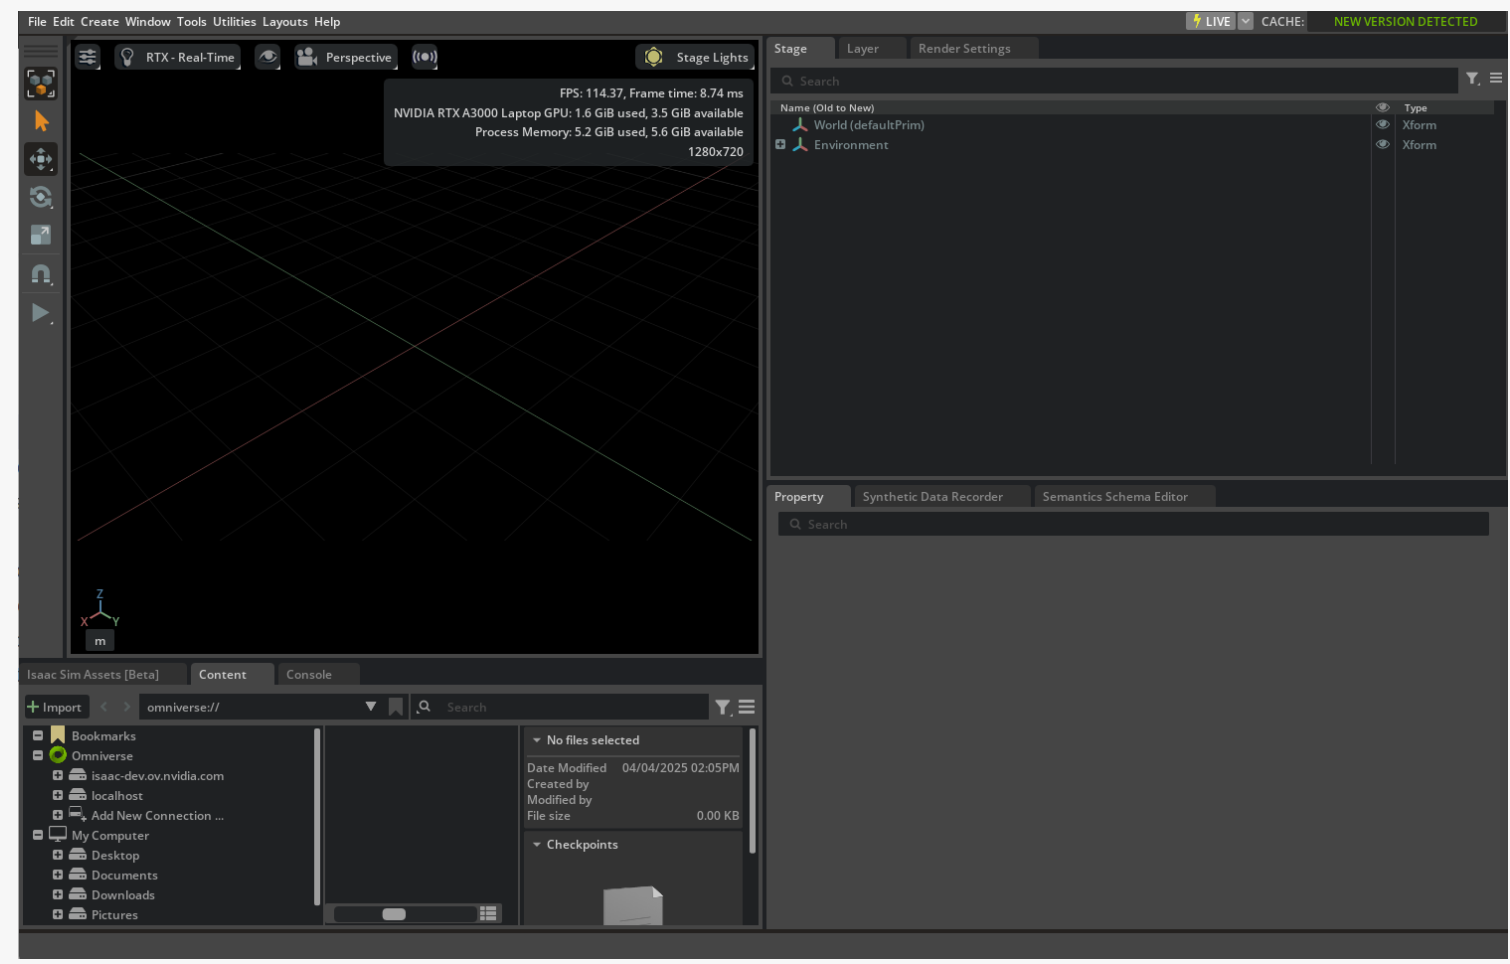 File Edit Create Window Tools Utilities Layouts Help
LIVE CACHE: NEW VERSION DETECTED
RTX - Real-Time Perspective Stage Lights
FPS: 114.37, Frame time: 8.74 ms
NVIDIA RTX A3000 Laptop GPU: 1.6 GiB used, 3.5 GiB available
Process Memory: 5.2 GiB used, 5.6 GiB available
1280x720
Z
X Y
m
Stage Layer Render Settings
Search
Name (Old to New) Type
World (defaultPrim) Xform
Environment Xform
Property Synthetic Data Recorder Semantics Schema Editor
Search
Isaac Sim Assets [Beta] Content Console
+ Import < > omniverse:// Search
Bookmarks
Omniverse
isaac-dev.ov.nvidia.com
localhost
Add New Connection ...
My Computer
Desktop
Documents
Downloads
Pictures
No files selected
Date Modified 04/04/2025 02:05PM
Created by
Modified by
File size 0.00 KB
Checkpoints